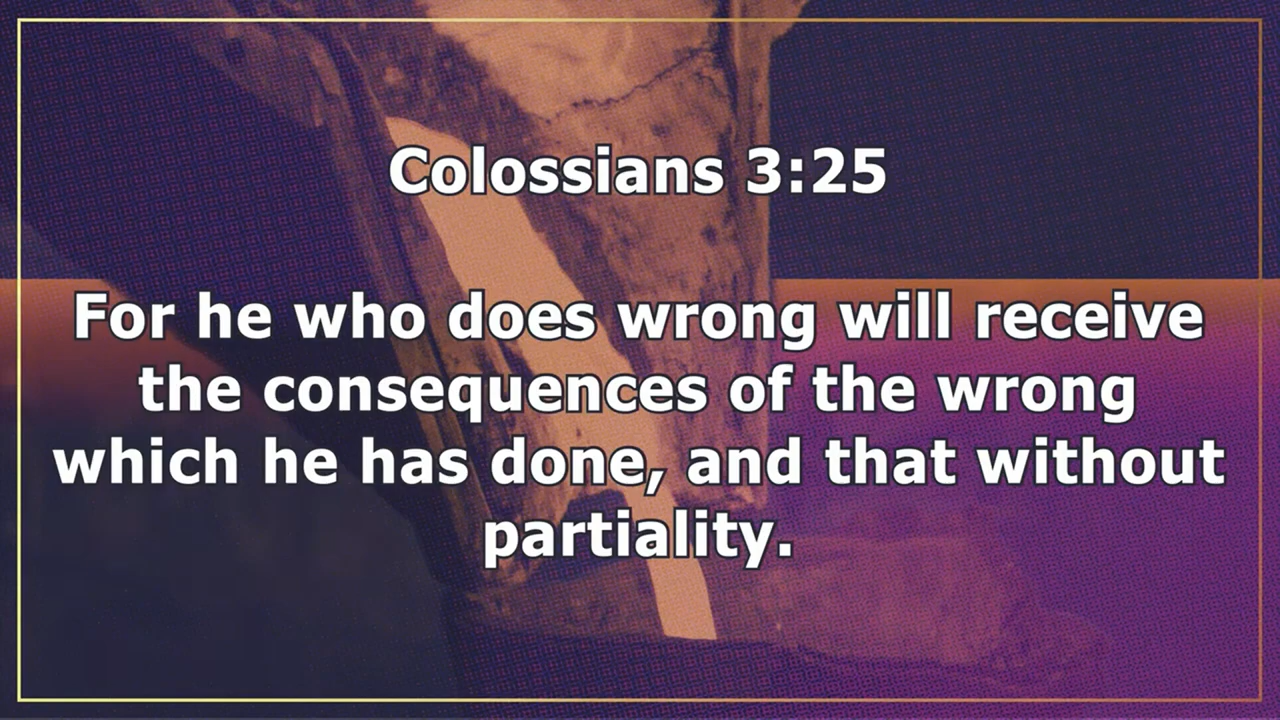 Colossians 3:25
For he who does wrong will receive
the consequences of the wrong
which he has done, and that without
partiality.